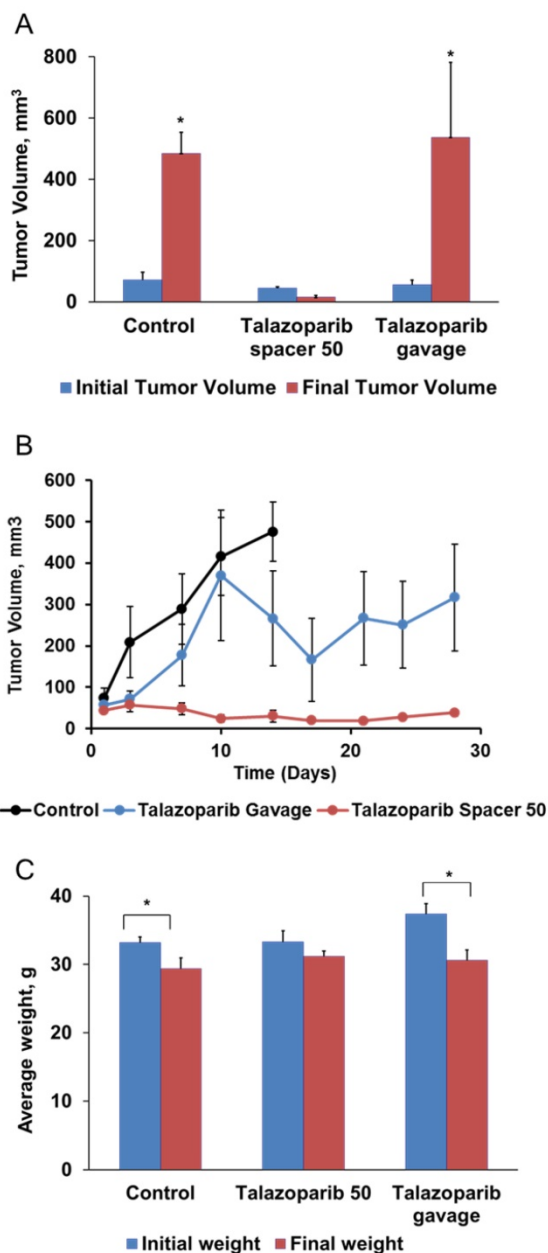 A
Tumor Volume, mm³
800
600
400
200
0
*
*
Control
Talazoparib
spacer 50
Talazoparib
gavage
Initial Tumor Volume
Final Tumor Volume
B
Tumor Volume, mm3
600
500
400
300
200
100
0
0
10
20
30
Time (Days)
Control
Talazoparib Gavage
Talazoparib Spacer 50
C
Average weight, g
40
30
20
10
0
*
*
Control
Talazoparib 50
Talazoparib
gavage
Initial weight
Final weight